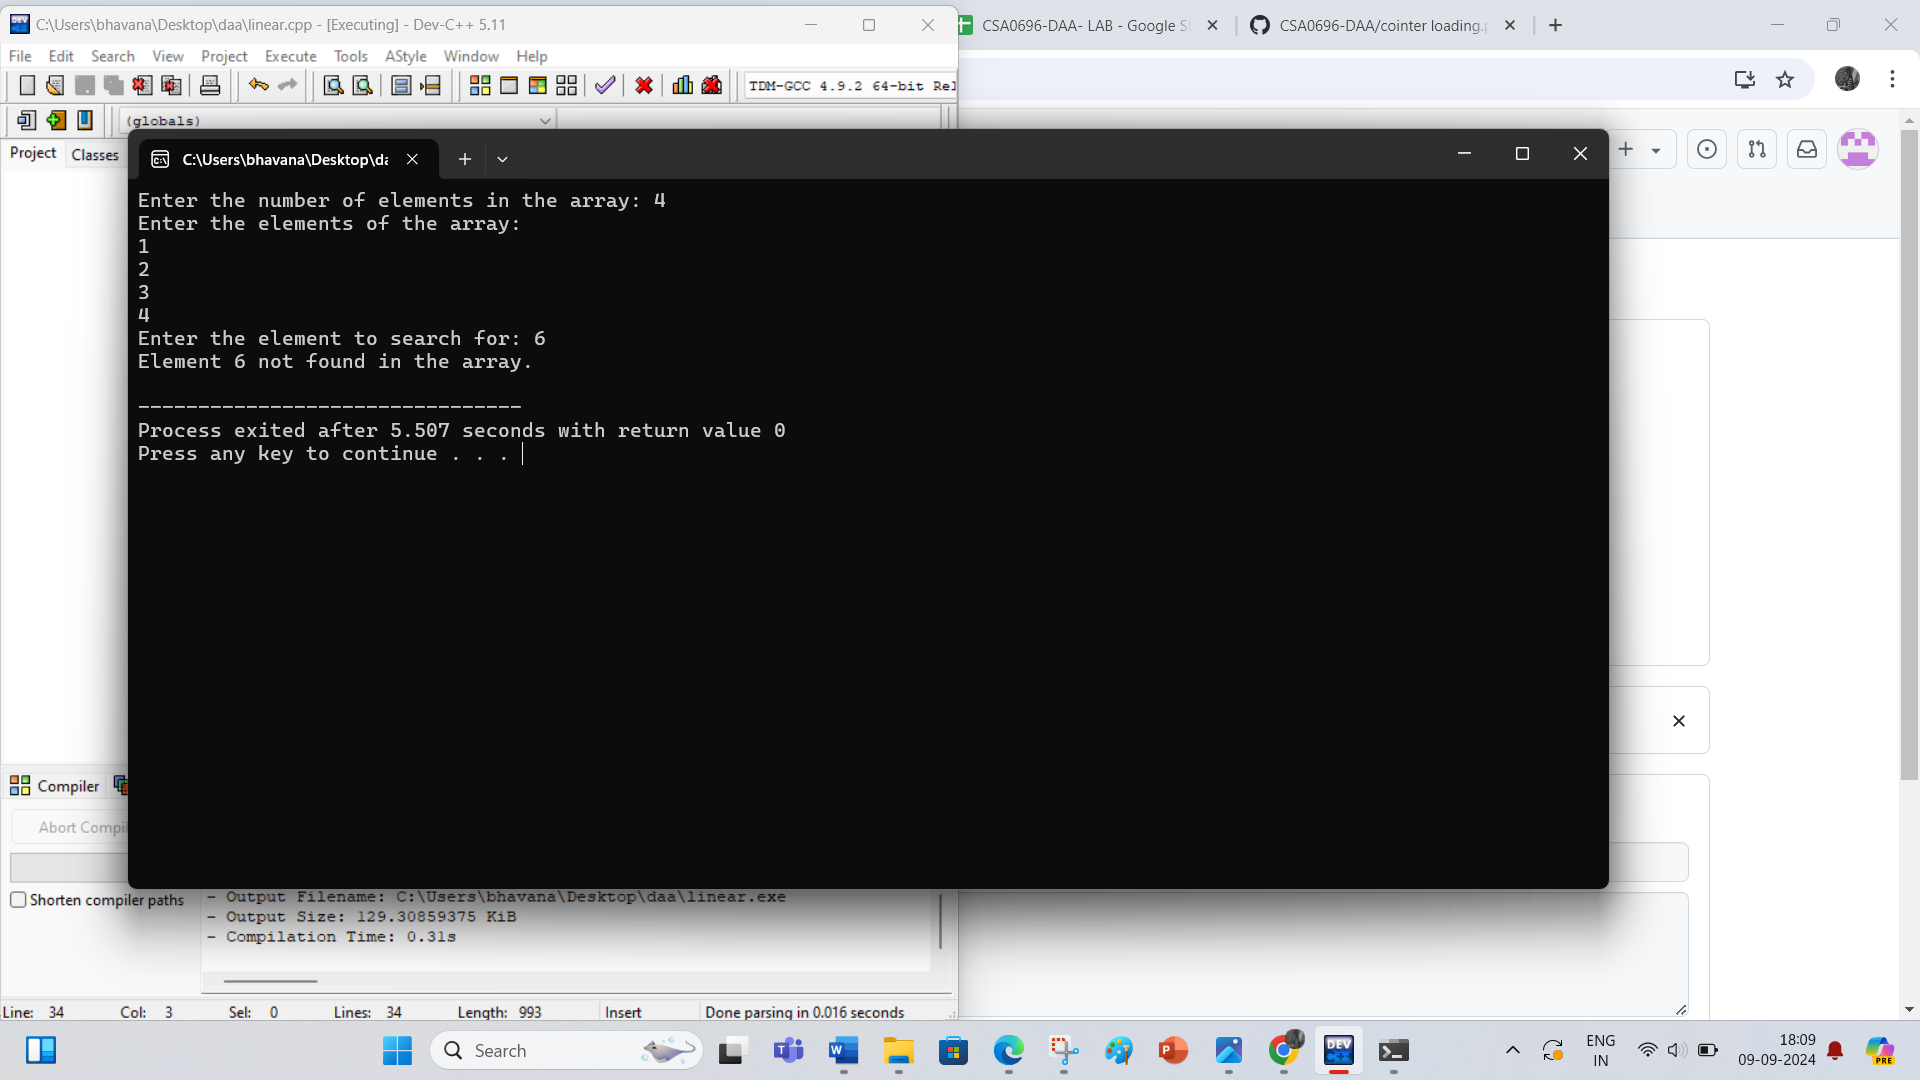 C:\Users\bhavana\Desktop\daa\linear.cpp - [Executing] - Dev-C++ 5.11
CSA0696-DAA- LAB - Google S
CSA0696-DAA/cointer loading.
File Edit Search View Project Execute Tools AStyle Window Help
TDM-GCC 4.9.2 64-bit Rel
(globals)
Project Classes
C:\Users\bhavana\Desktop\da
Enter the number of elements in the array: 4
Enter the elements of the array:
1
2
3
4
Enter the element to search for: 6
Element 6 not found in the array.
--------------------------------
Process exited after 5.507 seconds with return value 0
Press any key to continue . . .
Compiler
Abort Compil
Shorten compiler paths
- Output Filename: C:\Users\bhavana\Desktop\daa\linear.exe
- Output Size: 129.30859375 KiB
- Compilation Time: 0.31s
Line: 34 Col: 3 Sel: 0 Lines: 34 Length: 993 Insert Done parsing in 0.016 seconds
Search
ENG
IN
18:09
09-09-2024
PRE